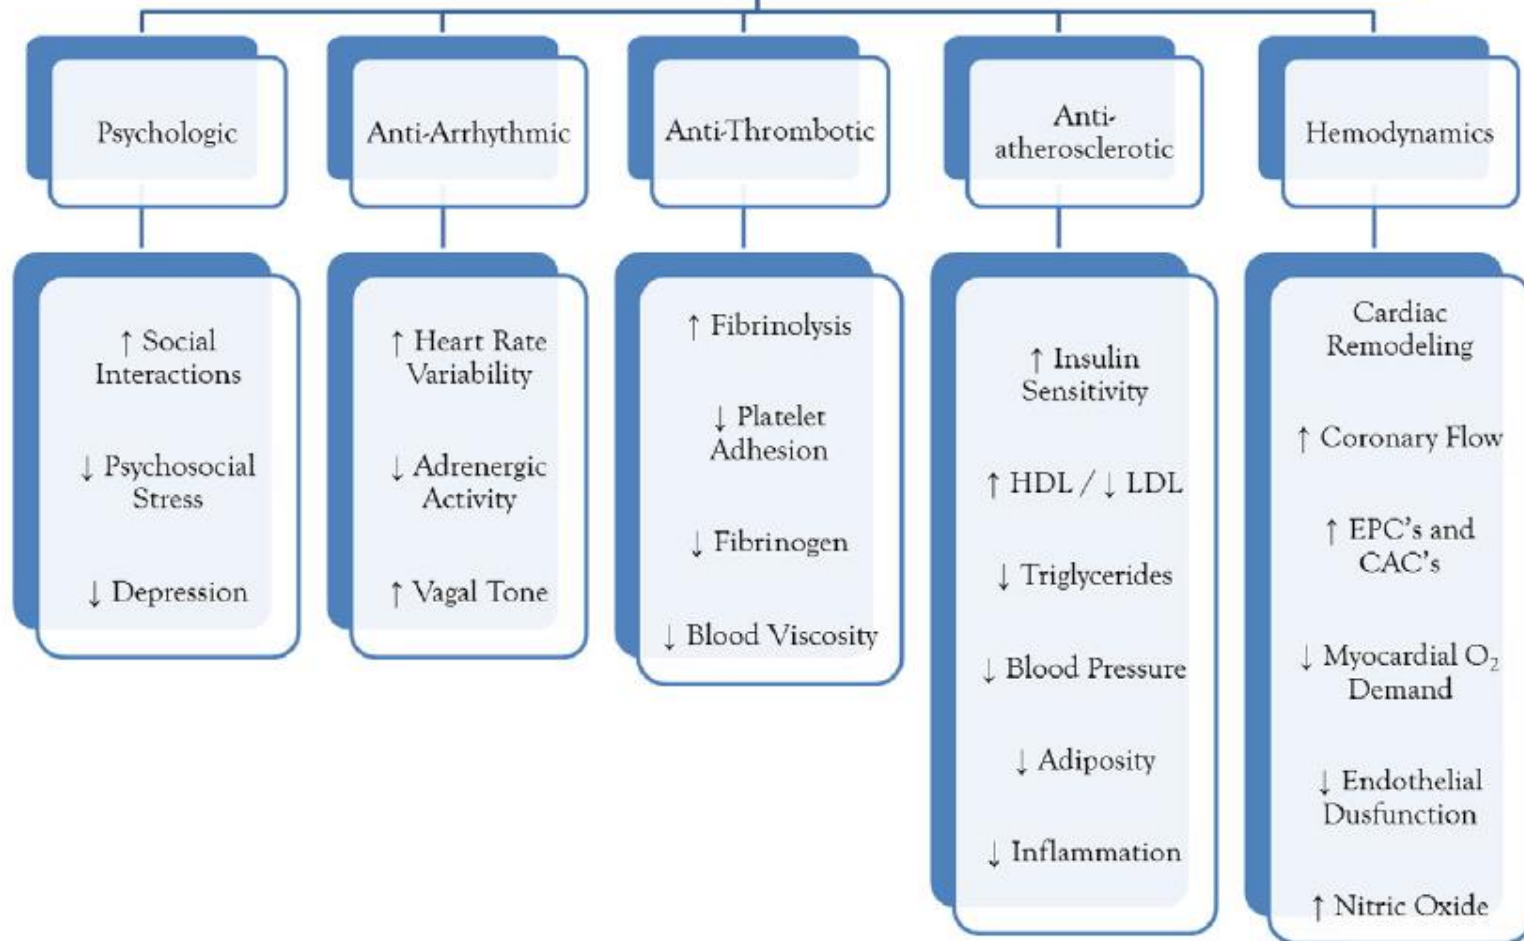 Psychologic
↑ Social
Interactions
↓ Psychosocial
Stress
↓ Depression
Anti-Arrhythmic
↑ Heart Rate
Variability
↓ Adrenergic
Activity
↑ Vagal Tone
Anti-Thrombotic
↑ Fibrinolysis
↓ Platelet
Adhesion
↓ Fibrinogen
↓ Blood Viscosity
Anti-
atherosclerotic
↑ Insulin
Sensitivity
↑ HDL / ↓ LDL
↓ Triglycerides
↓ Blood Pressure
↓ Adiposity
↓ Inflammation
Hemodynamics
Cardiac
Remodeling
↑ Coronary Flow
↑ EPC's and
CAC's
↓ Myocardial O₂
Demand
↓ Endothelial
Dusfunction
↑ Nitric Oxide